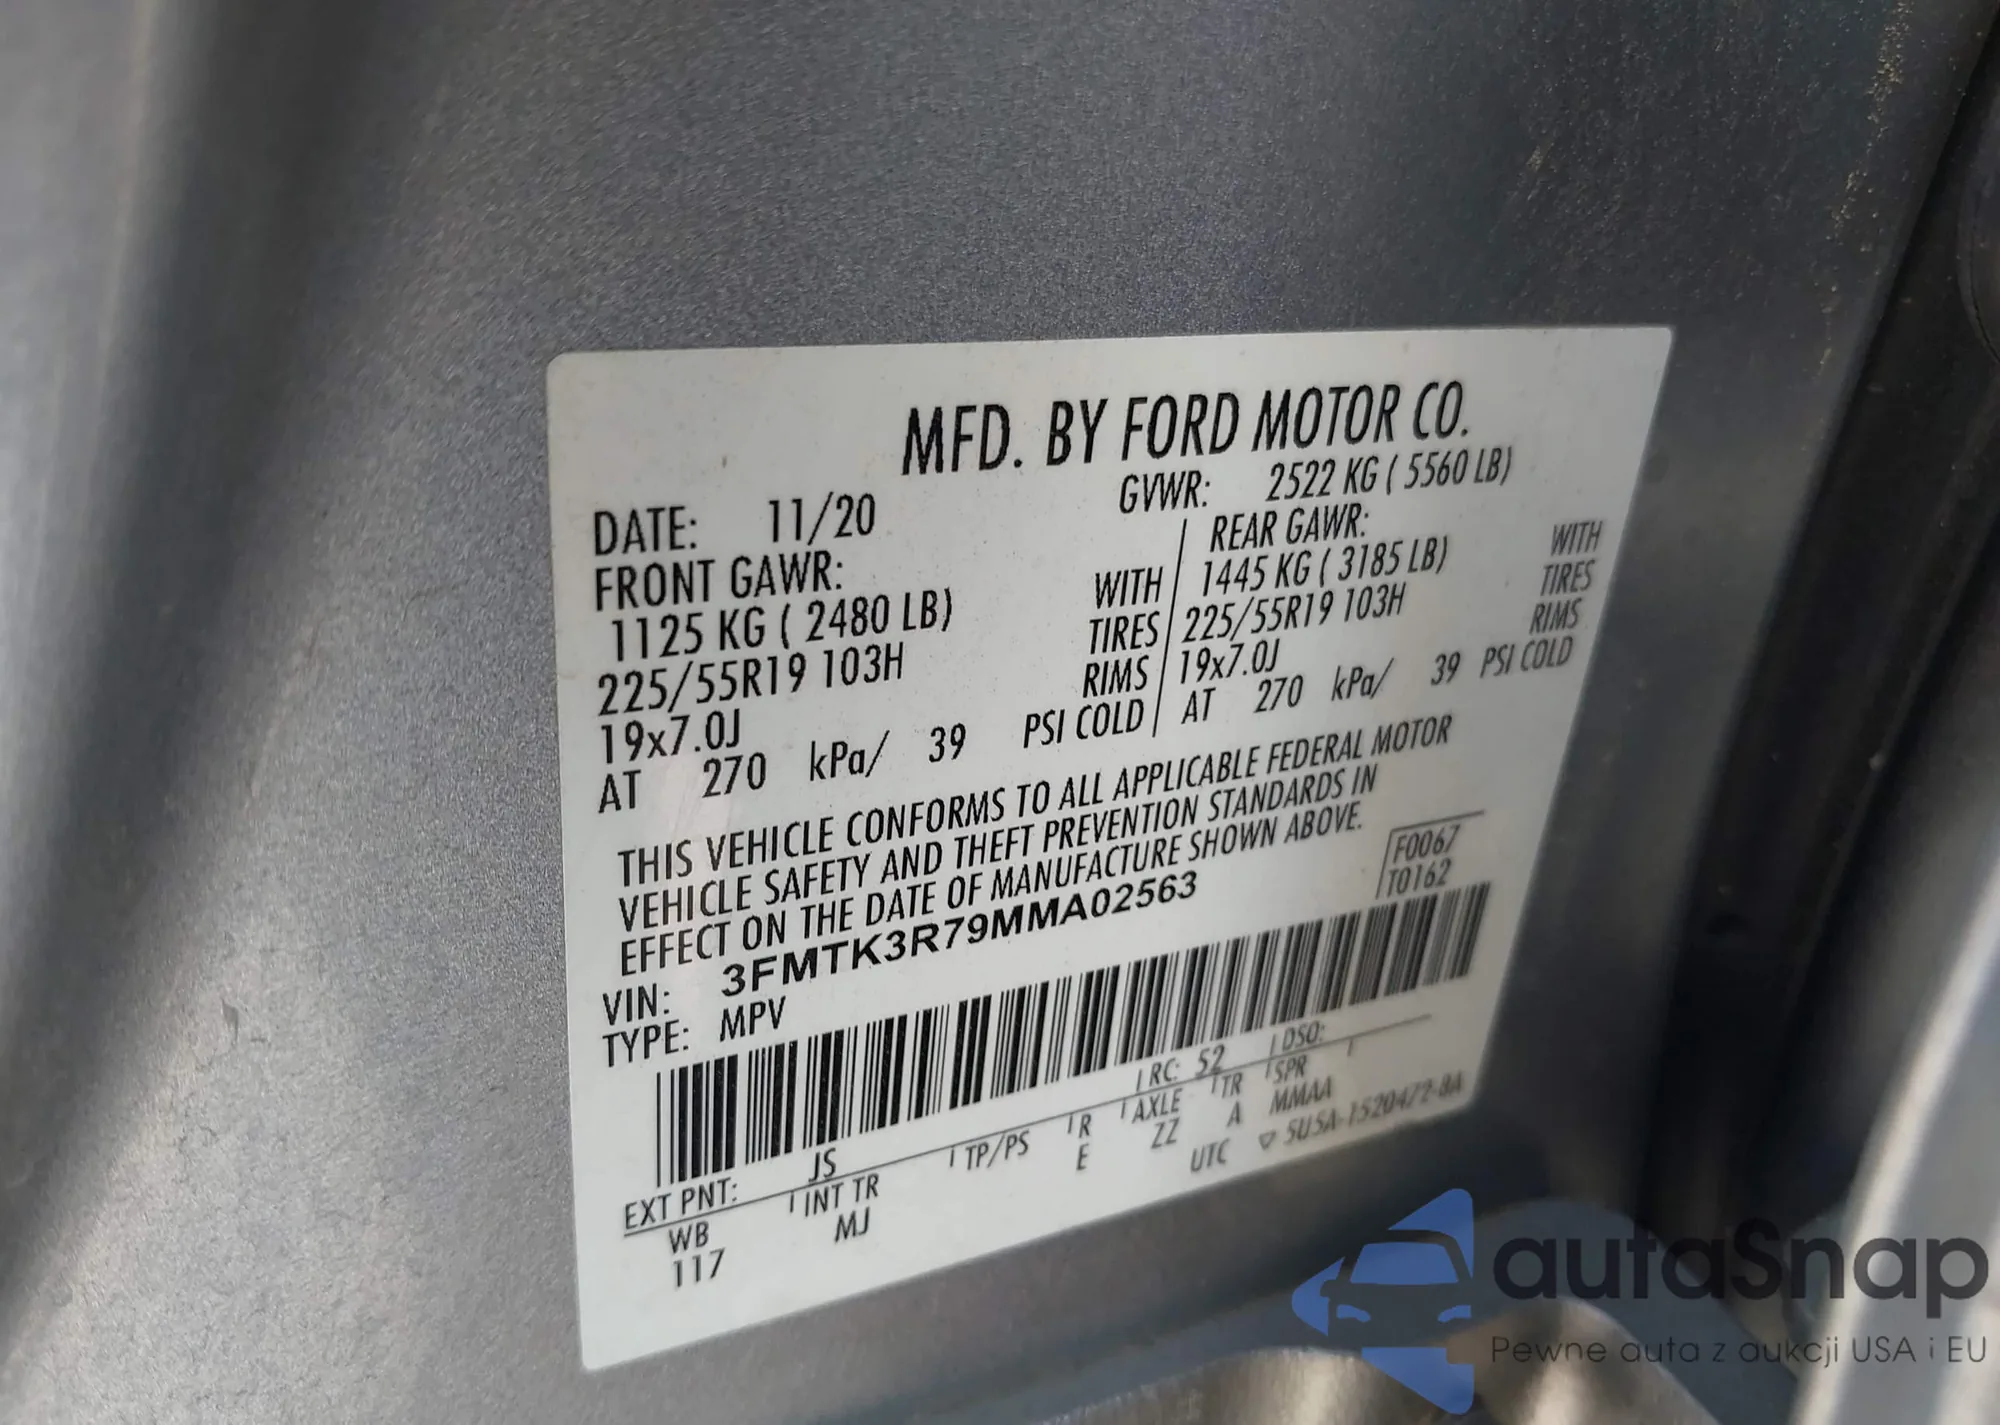 MFD. BY FORD MOTOR CO.
DATE: 11/20 GVWR: 2522 KG ( 5560 LB)
FRONT GAWR: REAR GAWR:
1125 KG ( 2480 LB) WITH 1445 KG ( 3185 LB) WITH
225/55R19 103H TIRES 225/55R19 103H TIRES
19x7.0J RIMS 19x7.0J RIMS
AT 270 kPa/ 39 PSI COLD AT 270 kPa/ 39 PSI COLD
THIS VEHICLE CONFORMS TO ALL APPLICABLE FEDERAL MOTOR
VEHICLE SAFETY AND THEFT PREVENTION STANDARDS IN
EFFECT ON THE DATE OF MANUFACTURE SHOWN ABOVE.
F0067
T0162
VIN: 3FMTK3R79MMA02563
TYPE: MPV
EXT PNT: JS RC: 52 DSO:
WB INT TR TP/PS R AXLE TR SPR
117 MJ E ZZ A MMAA
UTC ▽ 5U5A-1520472-BA
autaSnap
Pewne auta z aukcji USA i EU